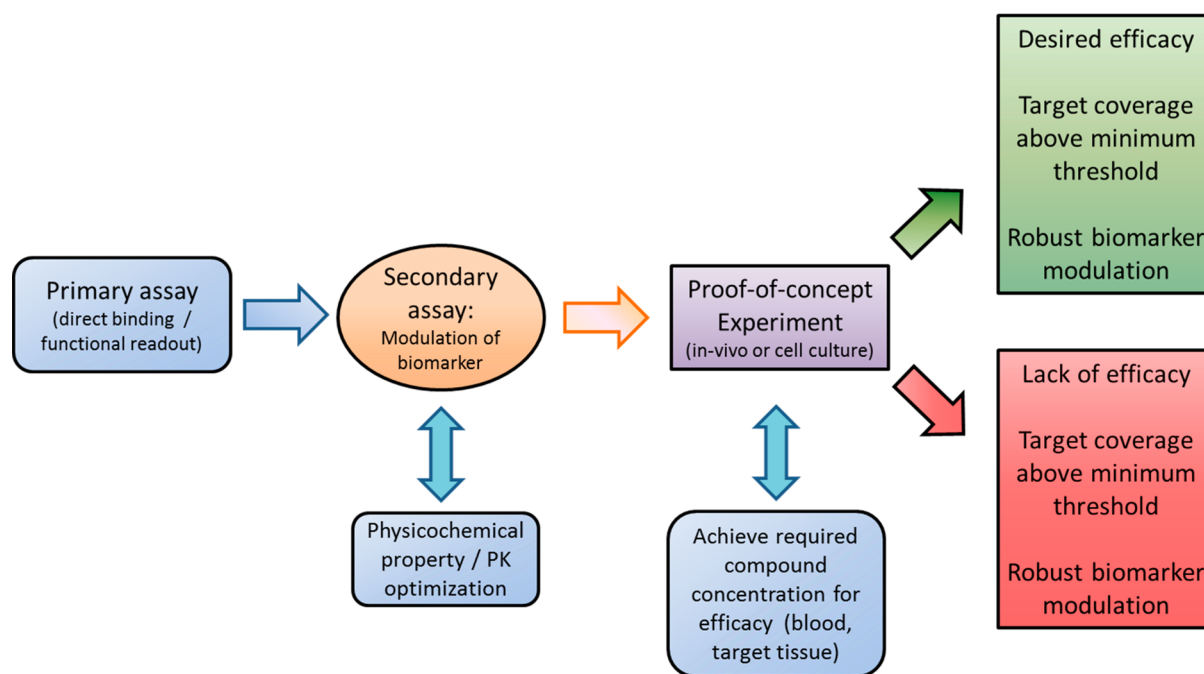 Primary assay
(direct binding /
functional readout)
Secondary
assay:
Modulation of
biomarker
Physicochemical
property / PK
optimization
Proof-of-concept
Experiment
(in-vivo or cell culture)
Achieve required
compound
concentration for
efficacy (blood,
target tissue)
Desired efficacy
Target coverage
above minimum
threshold
Robust biomarker
modulation
Lack of efficacy
Target coverage
above minimum
threshold
Robust biomarker
modulation